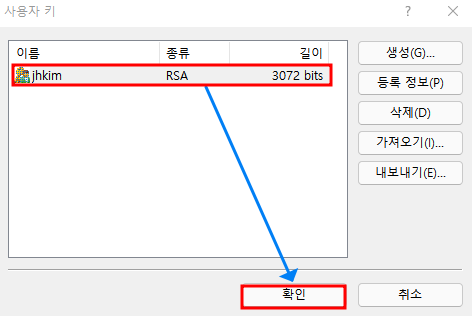 사용자 키
? ×
이름 종류 길이
jhkim RSA 3072 bits
생성(G)...
등록 정보(P)
삭제(D)
가져오기(I)...
내보내기(E)...
확인 취소